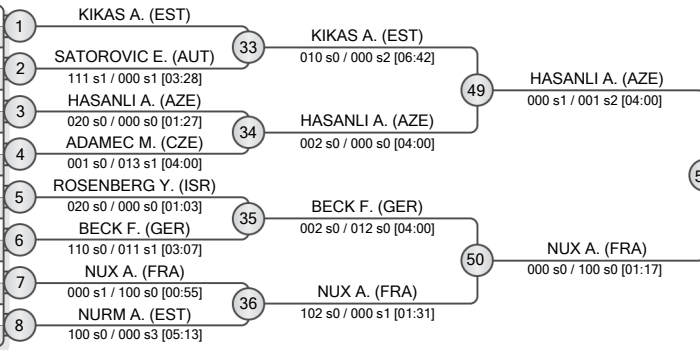 1
KIKAS A. (EST)
2
SATOROVIC E. (AUT)
111 s1 / 000 s1 [03:28]
33
KIKAS A. (EST)
010 s0 / 000 s2 [06:42]
3
HASANLI A. (AZE)
020 s0 / 000 s0 [01:27]
4
ADAMEC M. (CZE)
001 s0 / 013 s1 [04:00]
34
HASANLI A. (AZE)
002 s0 / 000 s0 [04:00]
49
HASANLI A. (AZE)
000 s1 / 001 s2 [04:00]
5
ROSENBERG Y. (ISR)
020 s0 / 000 s0 [01:03]
6
BECK F. (GER)
110 s0 / 011 s1 [03:07]
35
BECK F. (GER)
002 s0 / 012 s0 [04:00]
7
NUX A. (FRA)
000 s1 / 100 s0 [00:55]
8
NURM A. (EST)
100 s0 / 000 s3 [05:13]
36
NUX A. (FRA)
102 s0 / 000 s1 [01:31]
50
NUX A. (FRA)
000 s0 / 100 s0 [01:17]